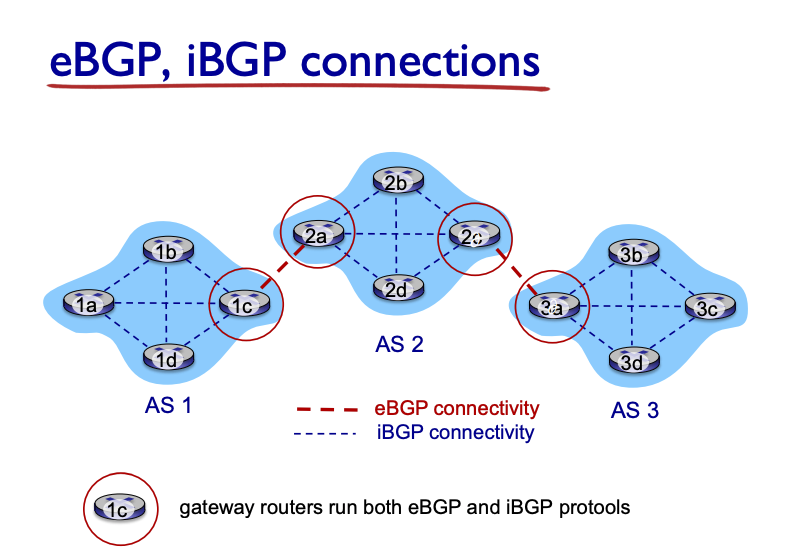 eBGP, iBGP connections
2b
2a
2c
2d
1b
1a
1c
1d
3b
3a
3c
3d
AS 2
AS 1
AS 3
eBGP connectivity
iBGP connectivity
1c
gateway routers run both eBGP and iBGP protools